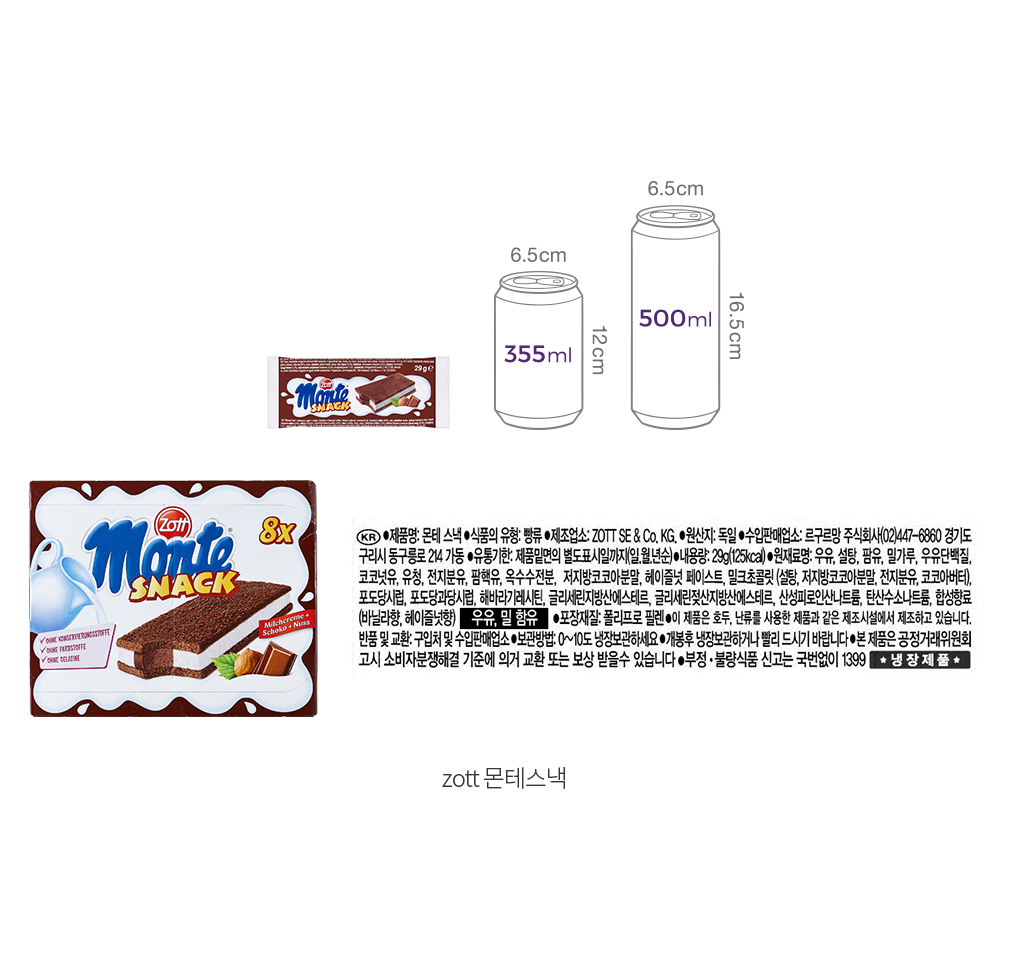 6.5cm
6.5cm
16.5cm
500ml
12cm
355ml
Zott
29 g e
Monte
SNACK
Zott
8x
Monte
SNACK
Milchcreme +
Schoko + Nuss
OHNE KONSERVIERUNGSSTOFFE
OHNE FARBSTOFFE
OHNE GELATINE
KR ●제품명: 몬테 스낵 ●식품의 유형: 빵류 ●제조업소: ZOTT SE & Co, KG, ●원산지: 독일 ●수입판매업소: 르구르망 주식회사(02)447-6860 경기도
구리시 동구릉로 214 가동 ●유통기한: 제품밑면의 별도표시일까지(일,월,년순)●내용량: 29g(125kcal)●원재료명: 우유, 설탕, 팜유, 밀가루, 우유단백질,
코코넛유, 유청, 전지분유, 팜핵유, 옥수수전분, 저지방코코아분말, 헤이즐넛 페이스트, 밀크초콜릿 (설탕, 저지방코코아분말, 전지분유, 코코아버터),
포도당시럽, 포도당과당시럽, 해바라기레시틴, 글리세린지방산에스테르, 글리세린젖산지방산에스테르, 산성피로인산나트륨, 탄산수소나트륨, 합성향료
(바닐라향, 헤이즐넛향) 우유, 밀 함유 ●포장재질: 폴리프로 필렌●이 제품은 호두, 난류를 사용한 제품과 같은 제조시설에서 제조하고 있습니다.
반품 및 교환: 구입처 및 수입판매업소 ●보관방법: 0~10도 냉장보관하세요 ●개봉후 냉장보관하거나 빨리 드시기 바랍니다 ●본 제품은 공정거래위원회
고시 소비자분쟁해결 기준에 의거 교환 또는 보상 받을수 있습니다 ●부정·불량식품 신고는 국번없이 1399 *냉장제품*
zott 몬테스낵